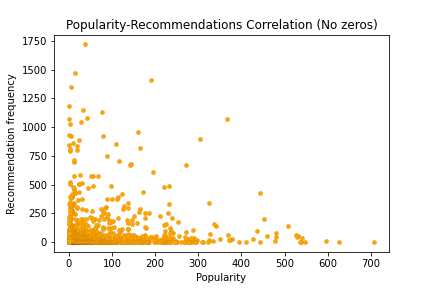 Popularity-Recommendations Correlation (No zeros)
1750
1500
1250
1000
750
500
250
0
Recommendation frequency
0 100 200 300 400 500 600 700
Popularity